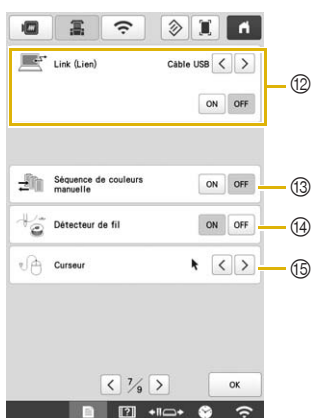 Link (Lien) Câble USB < >
ON OFF
⑫
Séquence de couleurs
manuelle
ON OFF
⑬
Détecteur de fil ON OFF
⑭
Curseur < >
⑮
< 7/9 > OK